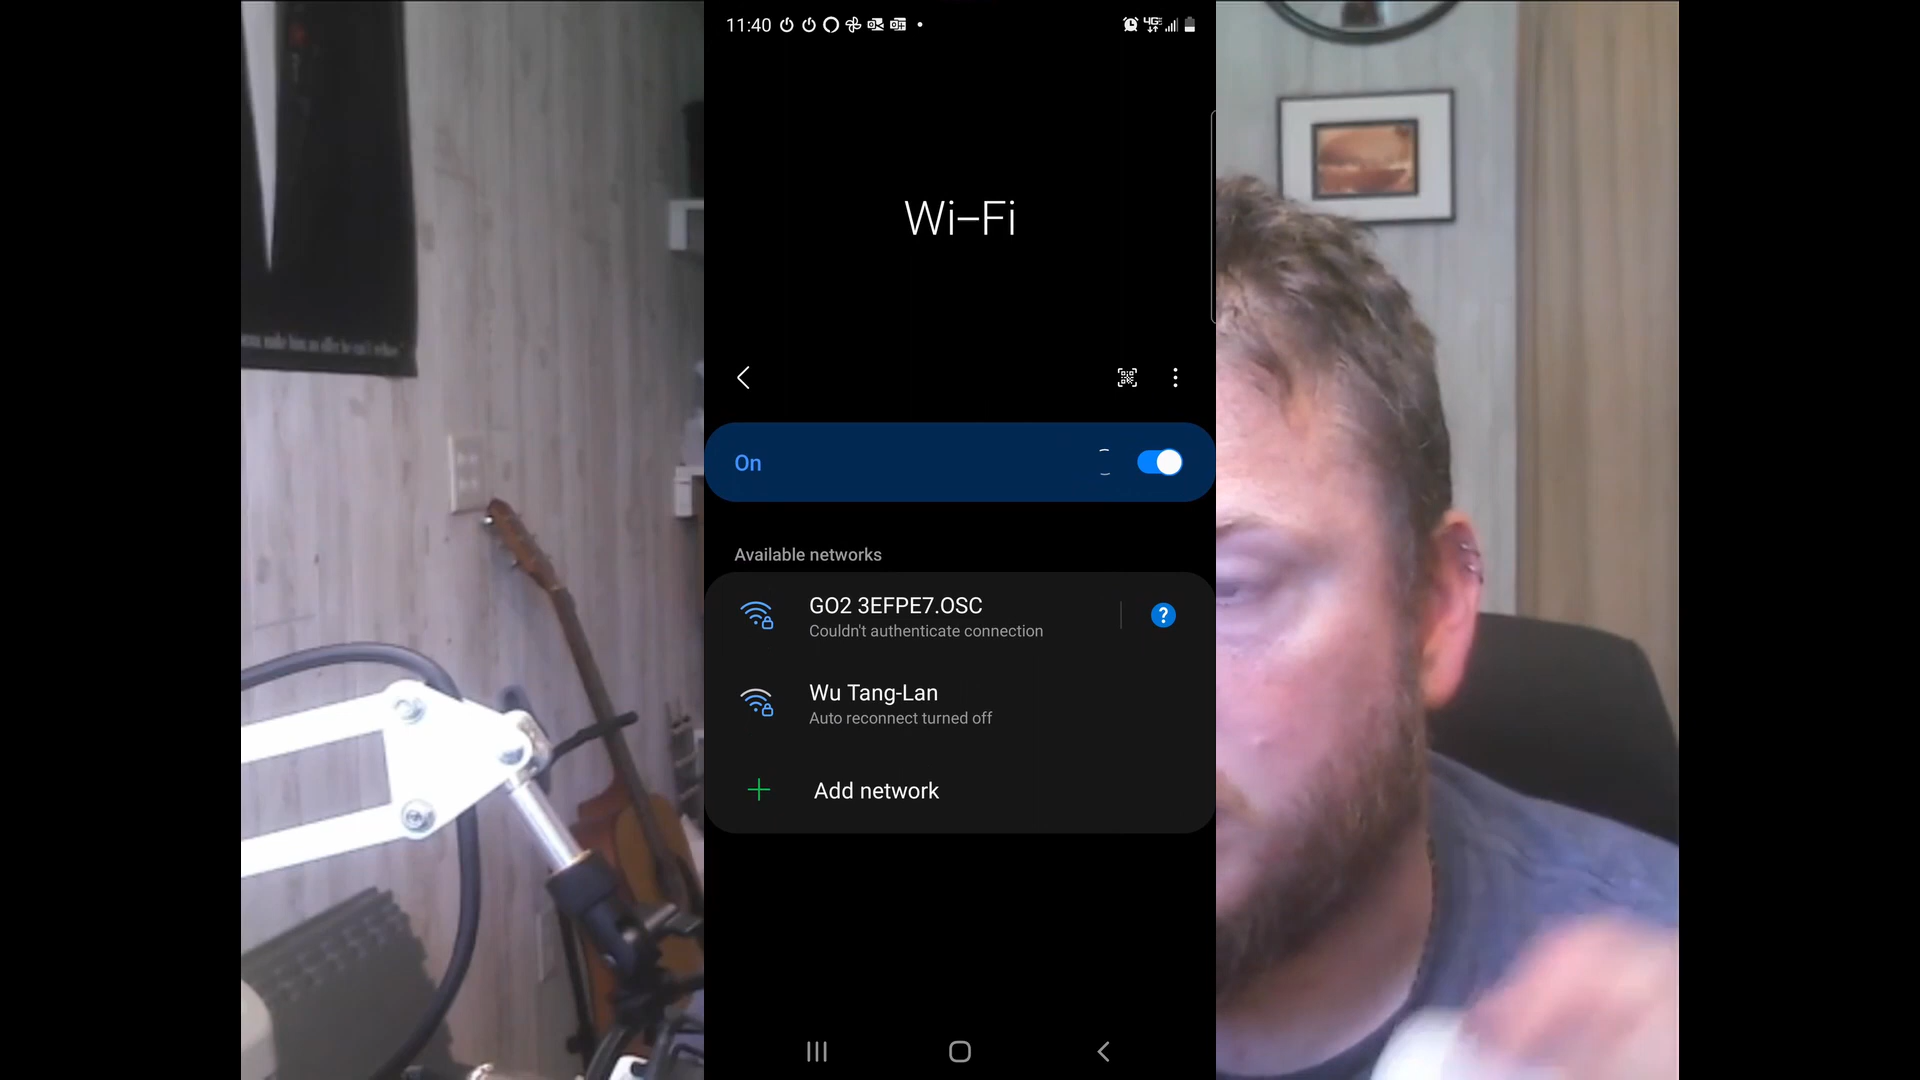 11:40
4GE
Wi-Fi
On
Available networks
GO2 3EFPE7.OSC
Couldn't authenticate connection
?
Wu Tang-Lan
Auto reconnect turned off
Add network